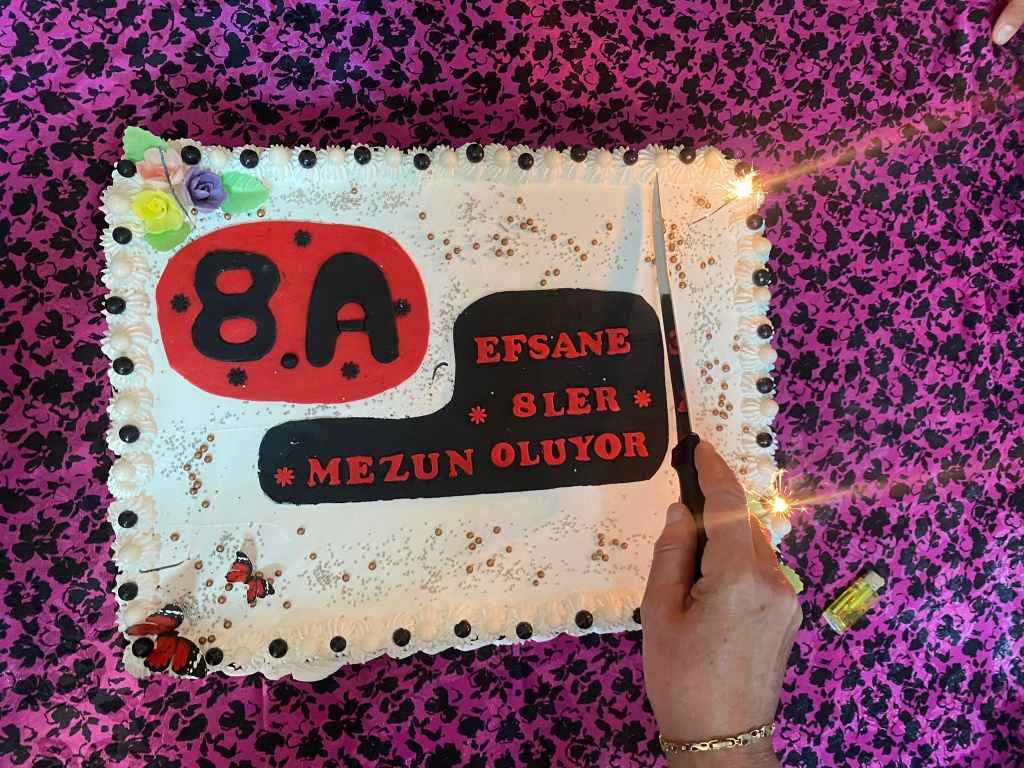 8.A
EFSANE
8LER
MEZUN OLUYOR